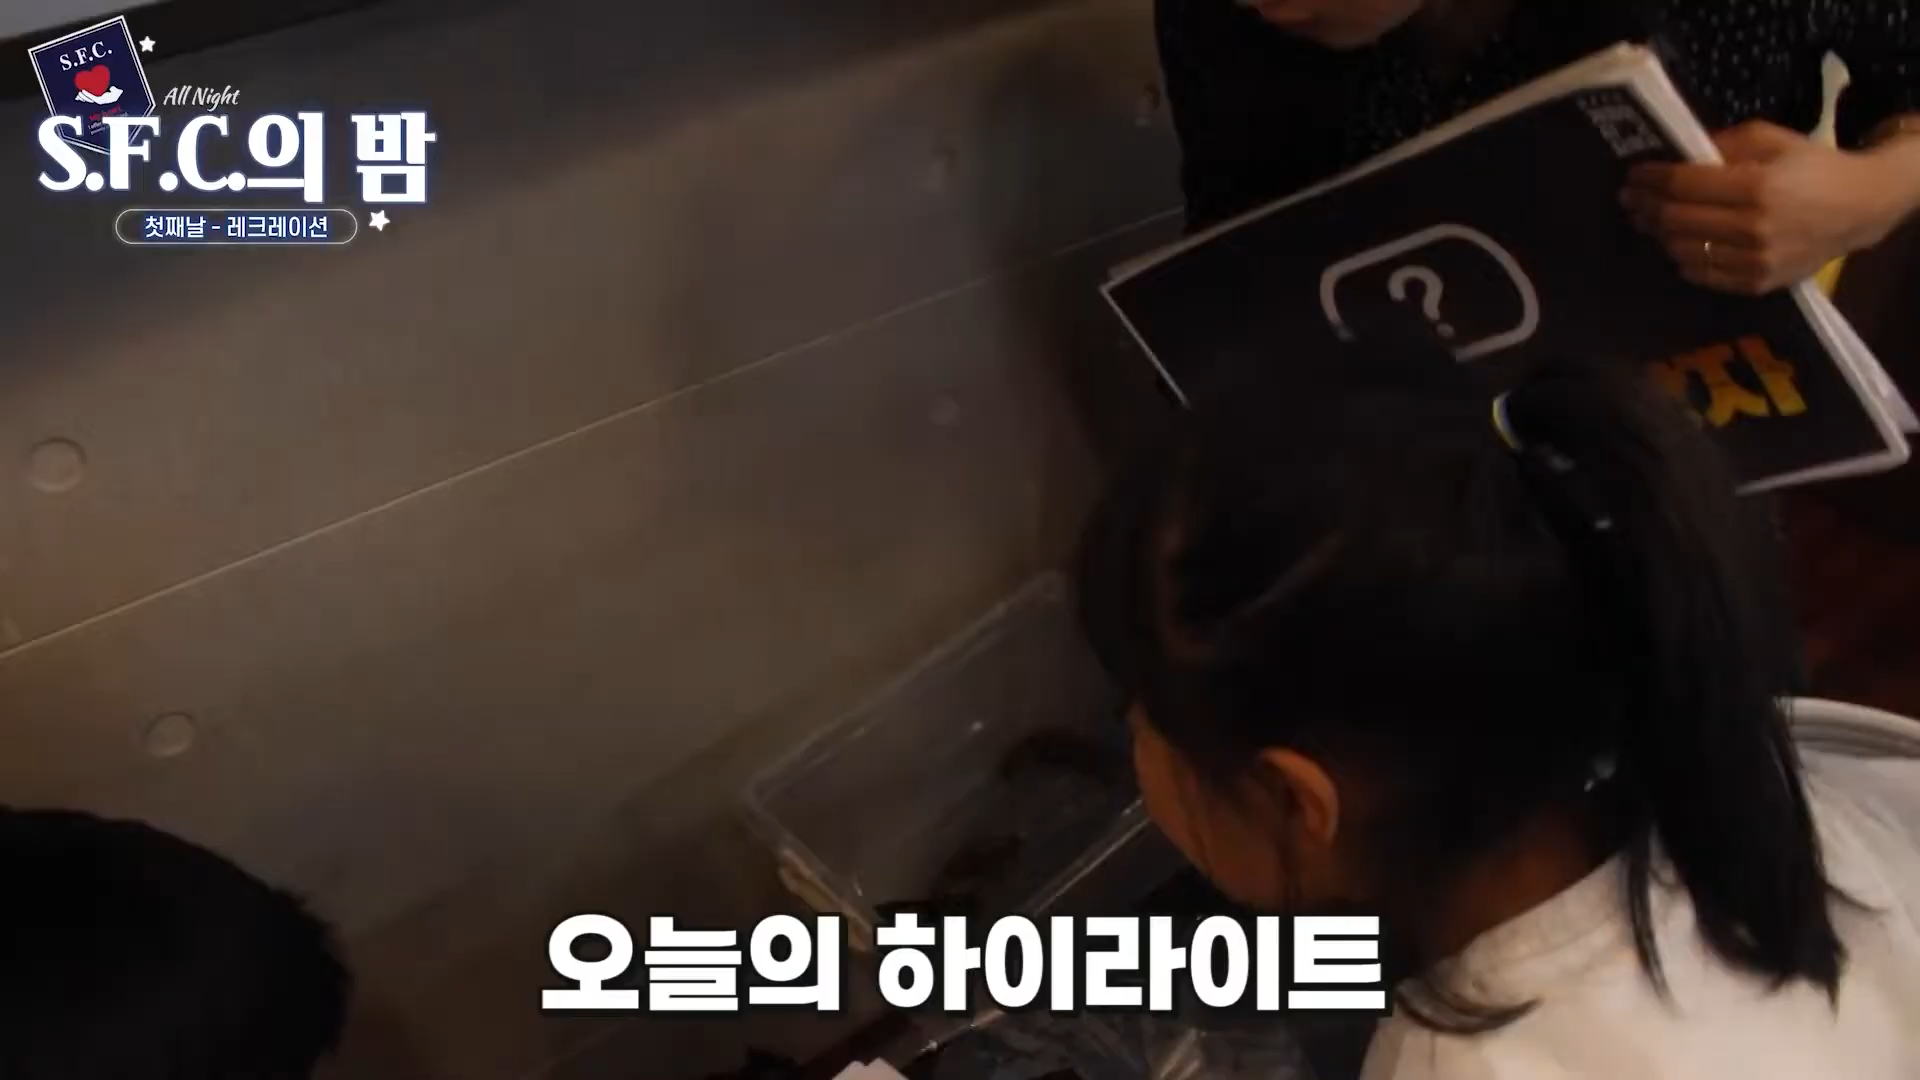 S.F.C.
All Night
S.F.C.의 밤
첫째날 - 레크레이션
?
자
오늘의 하이라이트